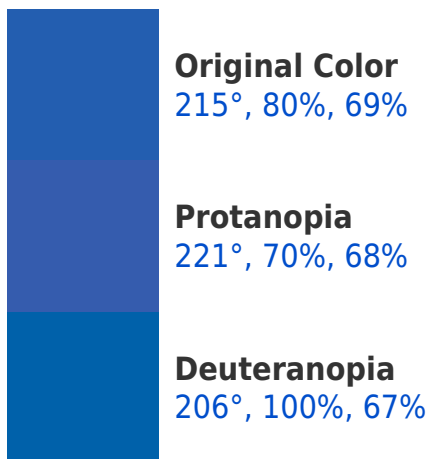 Original Color
215°, 80%, 69%
Protanopia
221°, 70%, 68%
Deuteranopia
206°, 100%, 67%